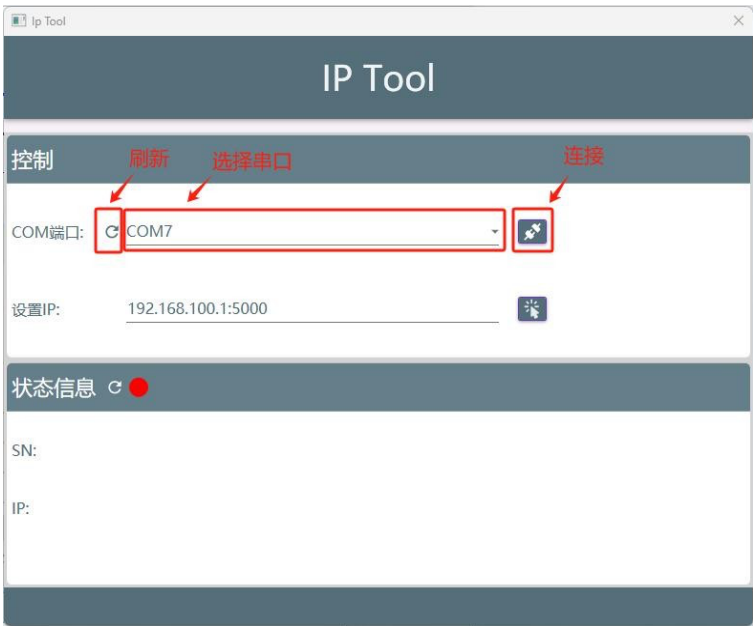 Ip Tool
IP Tool
控制
刷新
选择串口
连接
COM端口:
COM7
设置IP:
192.168.100.1:5000
状态信息
SN:
IP: